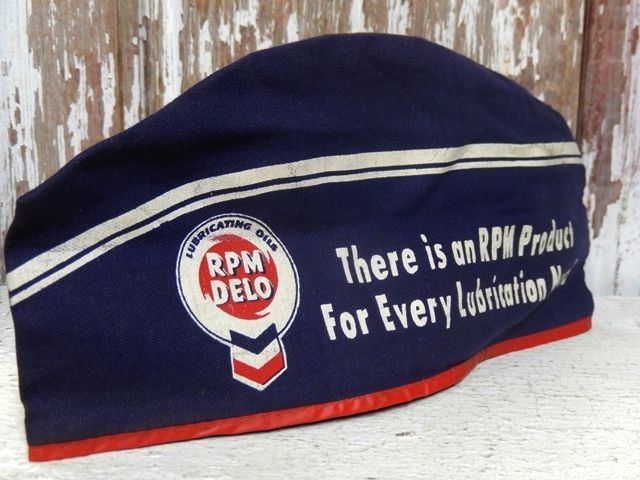 LUBRICATING OILS
RPM
DELO
There is an RPM Product
For Every Lubrication